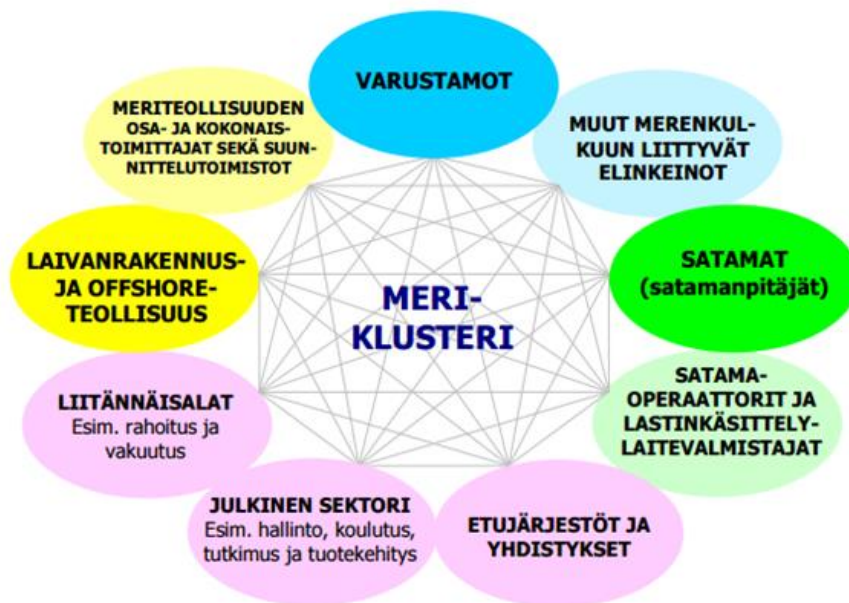 VARUSTAMOT
MUUT MERENKUL-
KUUN LIITTYVÄT
ELINKEINOT
SATAMAT
(satamanpitäjät)
SATAMA-
OPERAATTORIT JA
LASTINKÄSITTELY-
LAITEVALMISTAJAT
ETUJÄRJESTÖT JA
YHDISTYKSET
JULKINEN SEKTORI
Esim. hallinto, koulutus,
tutkimus ja tuotekehitys
LIITÄNNÄISALAT
Esim. rahoitus ja
vakuutus
LAIVANRAKENNUS-
JA OFFSHORE-
TEOLLISUUS
MERITEOLLISUUDEN
OSA- JA KOKONAIS-
TOIMITTAJAT SEKÄ SUUN-
NITTELUTOIMISTOT
MERI-
KLUSTERI